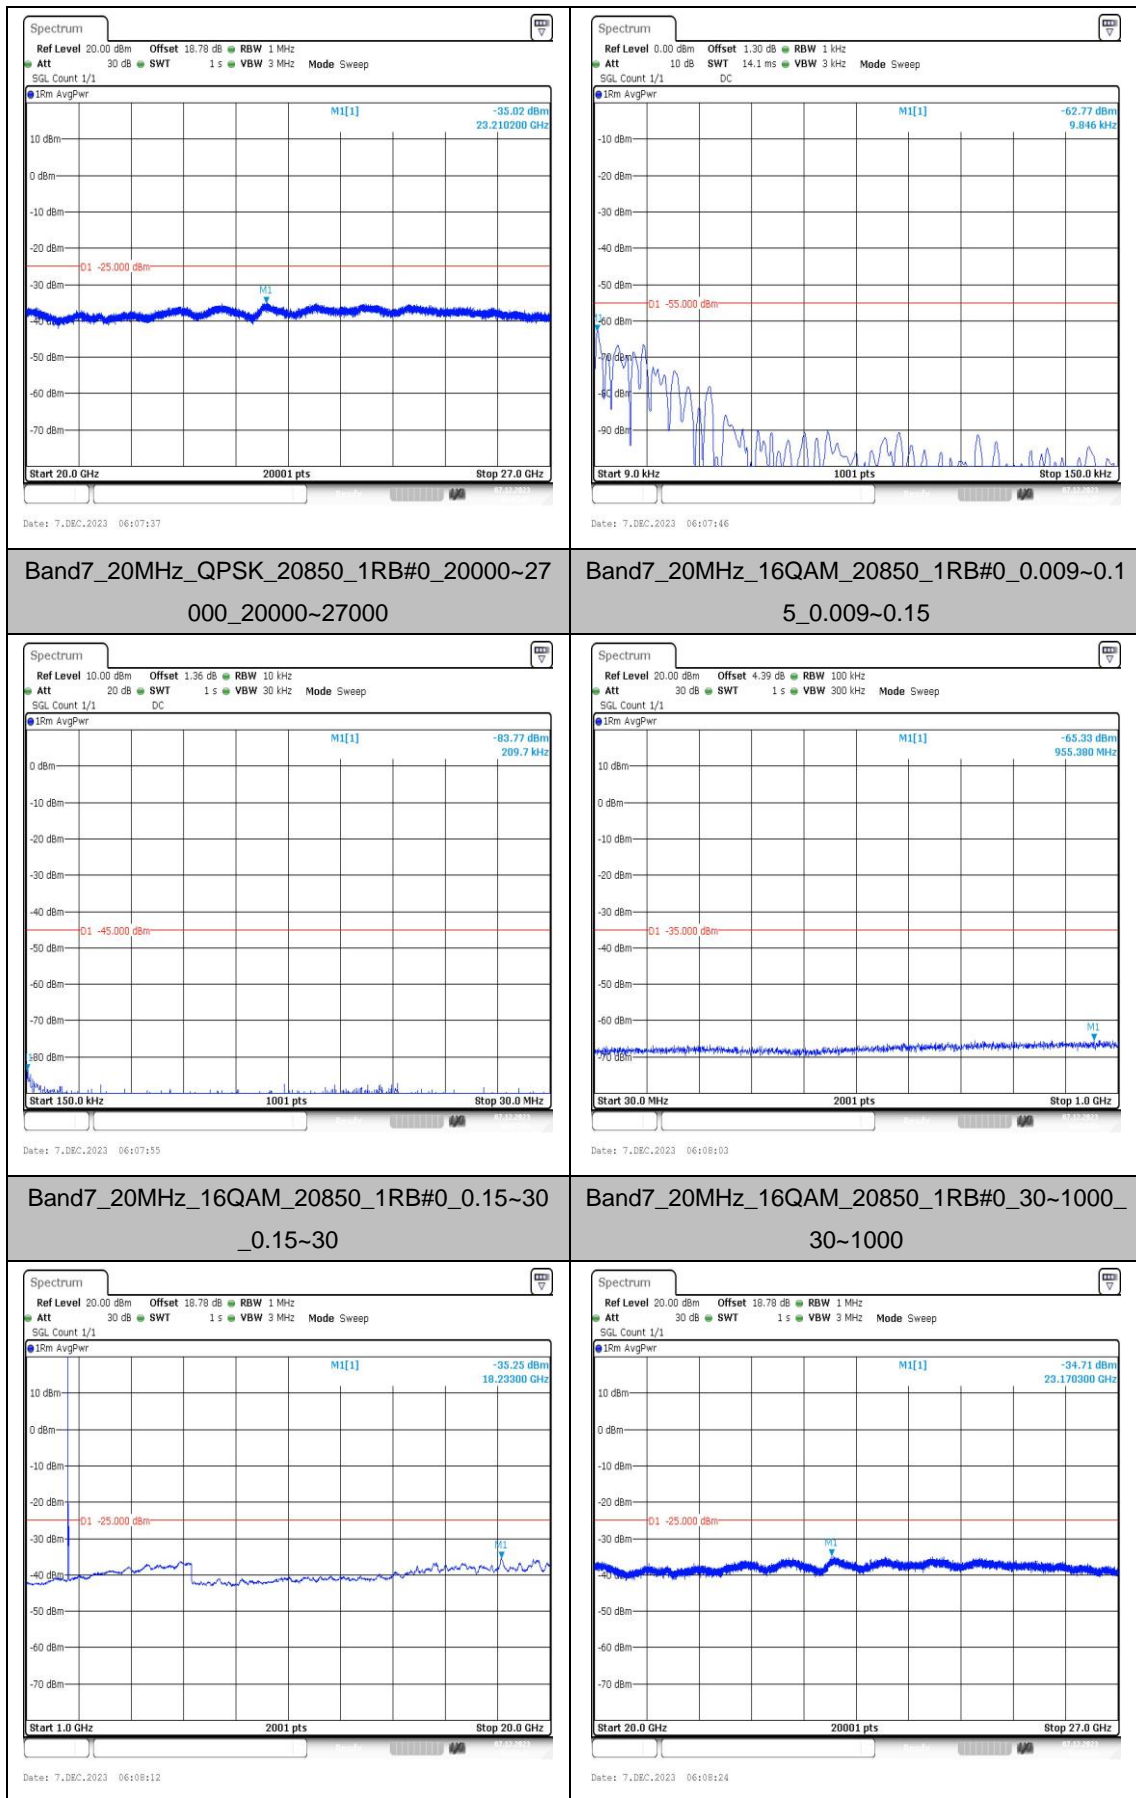 Spectrum
Ref Level 20.00 dBm Offset 18.78 dB RBW 1 MHz
Att 30 dB SWT 1 s VBW 3 MHz Mode Sweep
SGL Count 1/1
1Rm AvgPwr
M1[1] -35.02 dBm
23.210200 GHz
10 dBm
0 dBm
-10 dBm
-20 dBm
D1 -25.000 dBm
-30 dBm
M1
-40 dBm
-50 dBm
-60 dBm
-70 dBm
Start 20.0 GHz 20001 pts Stop 27.0 GHz
Date: 7.DEC.2023 06:07:37
Spectrum
Ref Level 0.00 dBm Offset 1.30 dB RBW 1 kHz
Att 10 dB SWT 14.1 ms VBW 3 kHz Mode Sweep
SGL Count 1/1 DC
1Rm AvgPwr
M1[1] -62.77 dBm
9.846 kHz
-10 dBm
-20 dBm
-30 dBm
-40 dBm
-50 dBm
D1 -55.000 dBm
-60 dBm
-70 dBm
-80 dBm
-90 dBm
Start 9.0 kHz 1001 pts Stop 150.0 kHz
Date: 7.DEC.2023 06:07:46
Band7_20MHz_QPSK_20850_1RB#0_20000~27
000_20000~27000
Band7_20MHz_16QAM_20850_1RB#0_0.009~0.1
5_0.009~0.15
Spectrum
Ref Level 10.00 dBm Offset 1.36 dB RBW 10 kHz
Att 20 dB SWT 1 s VBW 30 kHz Mode Sweep
SGL Count 1/1 DC
1Rm AvgPwr
M1[1] -83.77 dBm
209.7 kHz
0 dBm
-10 dBm
-20 dBm
-30 dBm
-40 dBm
D1 -45.000 dBm
-50 dBm
-60 dBm
-70 dBm
-80 dBm
Start 150.0 kHz 1001 pts Stop 30.0 MHz
Date: 7.DEC.2023 06:07:55
Spectrum
Ref Level 20.00 dBm Offset 4.39 dB RBW 100 kHz
Att 30 dB SWT 1 s VBW 300 kHz Mode Sweep
SGL Count 1/1
1Rm AvgPwr
M1[1] -65.33 dBm
955.380 MHz
10 dBm
0 dBm
-10 dBm
-20 dBm
-30 dBm
D1 -35.000 dBm
-40 dBm
-50 dBm
-60 dBm
M1
-70 dBm
Start 30.0 MHz 2001 pts Stop 1.0 GHz
Date: 7.DEC.2023 06:08:03
Band7_20MHz_16QAM_20850_1RB#0_0.15~30
_0.15~30
Band7_20MHz_16QAM_20850_1RB#0_30~1000_
30~1000
Spectrum
Ref Level 20.00 dBm Offset 18.78 dB RBW 1 MHz
Att 30 dB SWT 1 s VBW 3 MHz Mode Sweep
SGL Count 1/1
1Rm AvgPwr
M1[1] -35.25 dBm
18.23300 GHz
10 dBm
0 dBm
-10 dBm
-20 dBm
D1 -25.000 dBm
-30 dBm
M1
-40 dBm
-50 dBm
-60 dBm
-70 dBm
Start 1.0 GHz 2001 pts Stop 20.0 GHz
Date: 7.DEC.2023 06:08:12
Spectrum
Ref Level 20.00 dBm Offset 18.78 dB RBW 1 MHz
Att 30 dB SWT 1 s VBW 3 MHz Mode Sweep
SGL Count 1/1
1Rm AvgPwr
M1[1] -34.71 dBm
23.170300 GHz
10 dBm
0 dBm
-10 dBm
-20 dBm
D1 -25.000 dBm
-30 dBm
M1
-40 dBm
-50 dBm
-60 dBm
-70 dBm
Start 20.0 GHz 20001 pts Stop 27.0 GHz
Date: 7.DEC.2023 06:08:24